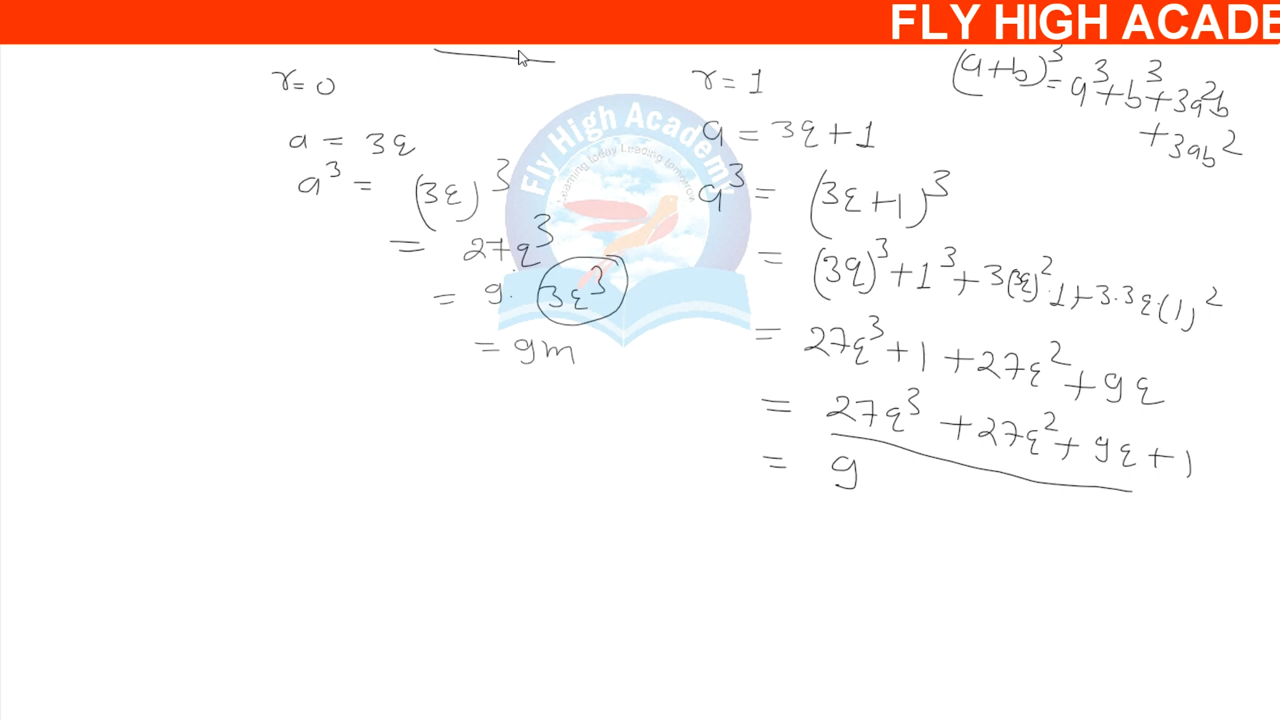 FLY HIGH ACADE
r = 0
a = 3q
a³ = (3q)³
= 27q³
= 9. 3q³
= 9m
r = 1
a = 3q + 1
a³ = (3q+1)³
= (3q)³ + 1³ + 3(3q)².1 + 3.3q.(1)²
= 27q³ + 1 + 27q² + 9q
= 27q³ + 27q² + 9q + 1
= 9
(a+b)³ = a³ + b³ + 3a²b
+ 3ab²
Fly High Academy
Learning today Leading tomorrow